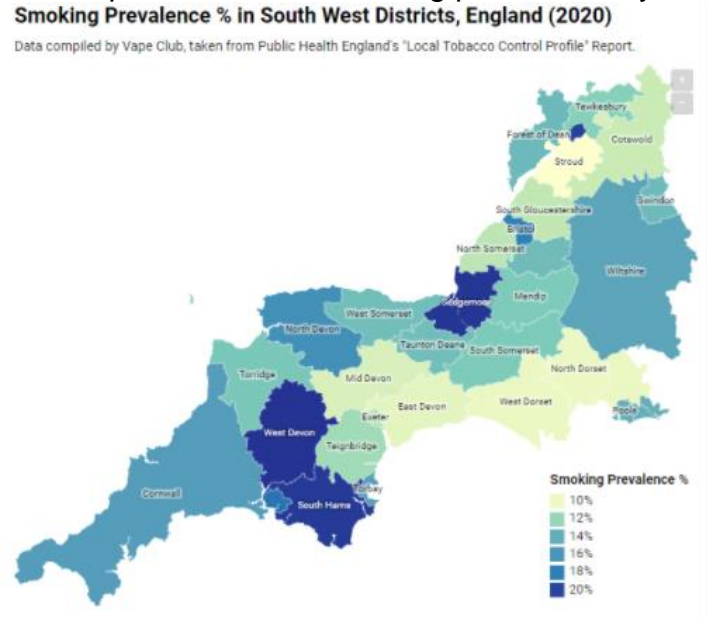 Smoking Prevalence % in South West Districts, England (2020)
Data compiled by Vape Club, taken from Public Health England's "Local Tobacco Control Profile" Report.
Tewkesbury
Forest of Dean
Cotswold
Stroud
South Gloucestershire
Swindon
Bristol
North Somerset
Wiltshire
Sedgemoor
Mendip
West Somerset
North Devon
Taunton Deane
South Somerset
North Dorset
Torridge
Mid Devon
East Devon
West Dorset
Exeter
Poole
West Devon
Teignbridge
Torbay
Cornwall
South Hams
Smoking Prevalence %
10%
12%
14%
16%
18%
20%